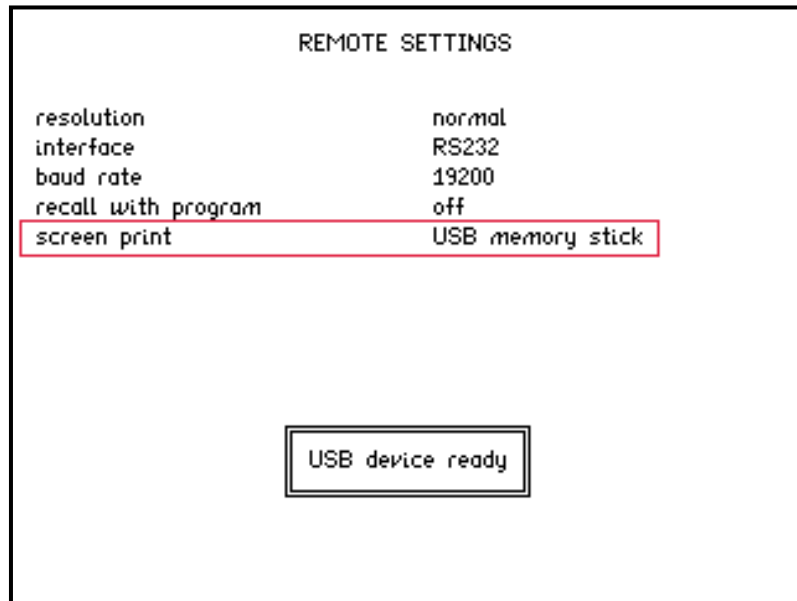 REMOTE SETTINGS
resolution normal
interface RS232
baud rate 19200
recall with program off
screen print USB memory stick
USB device ready